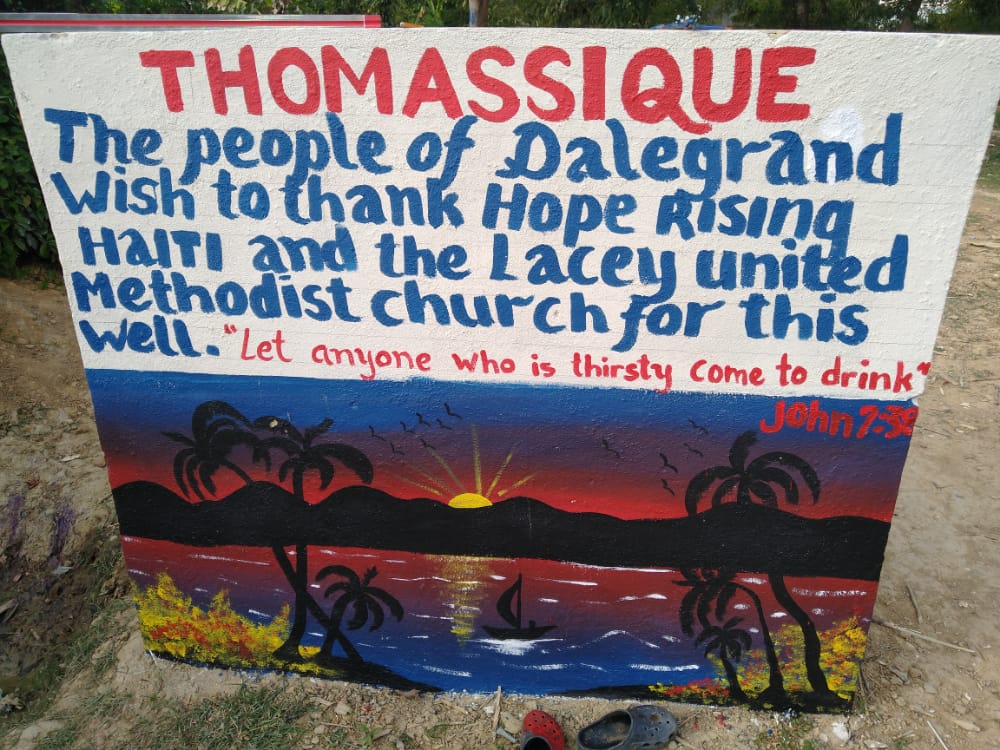 THOMASSIQUE
The people of Dalegrand
Wish to thank Hope Rising
HAITI and the Lacey united
Methodist church for this
well. "Let anyone who is thirsty come to drink"
John 7:38